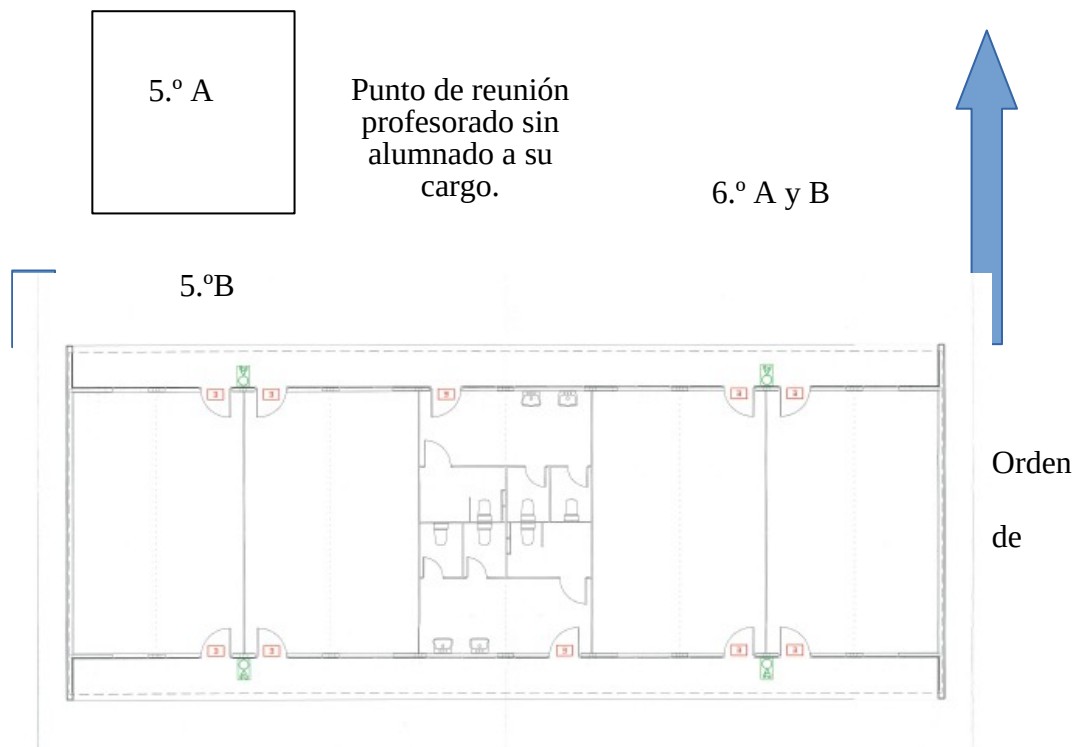 5.º A
Punto de reunión
profesorado sin
alumnado a su
cargo.
6.º A y B
5.ºB
Orden
de